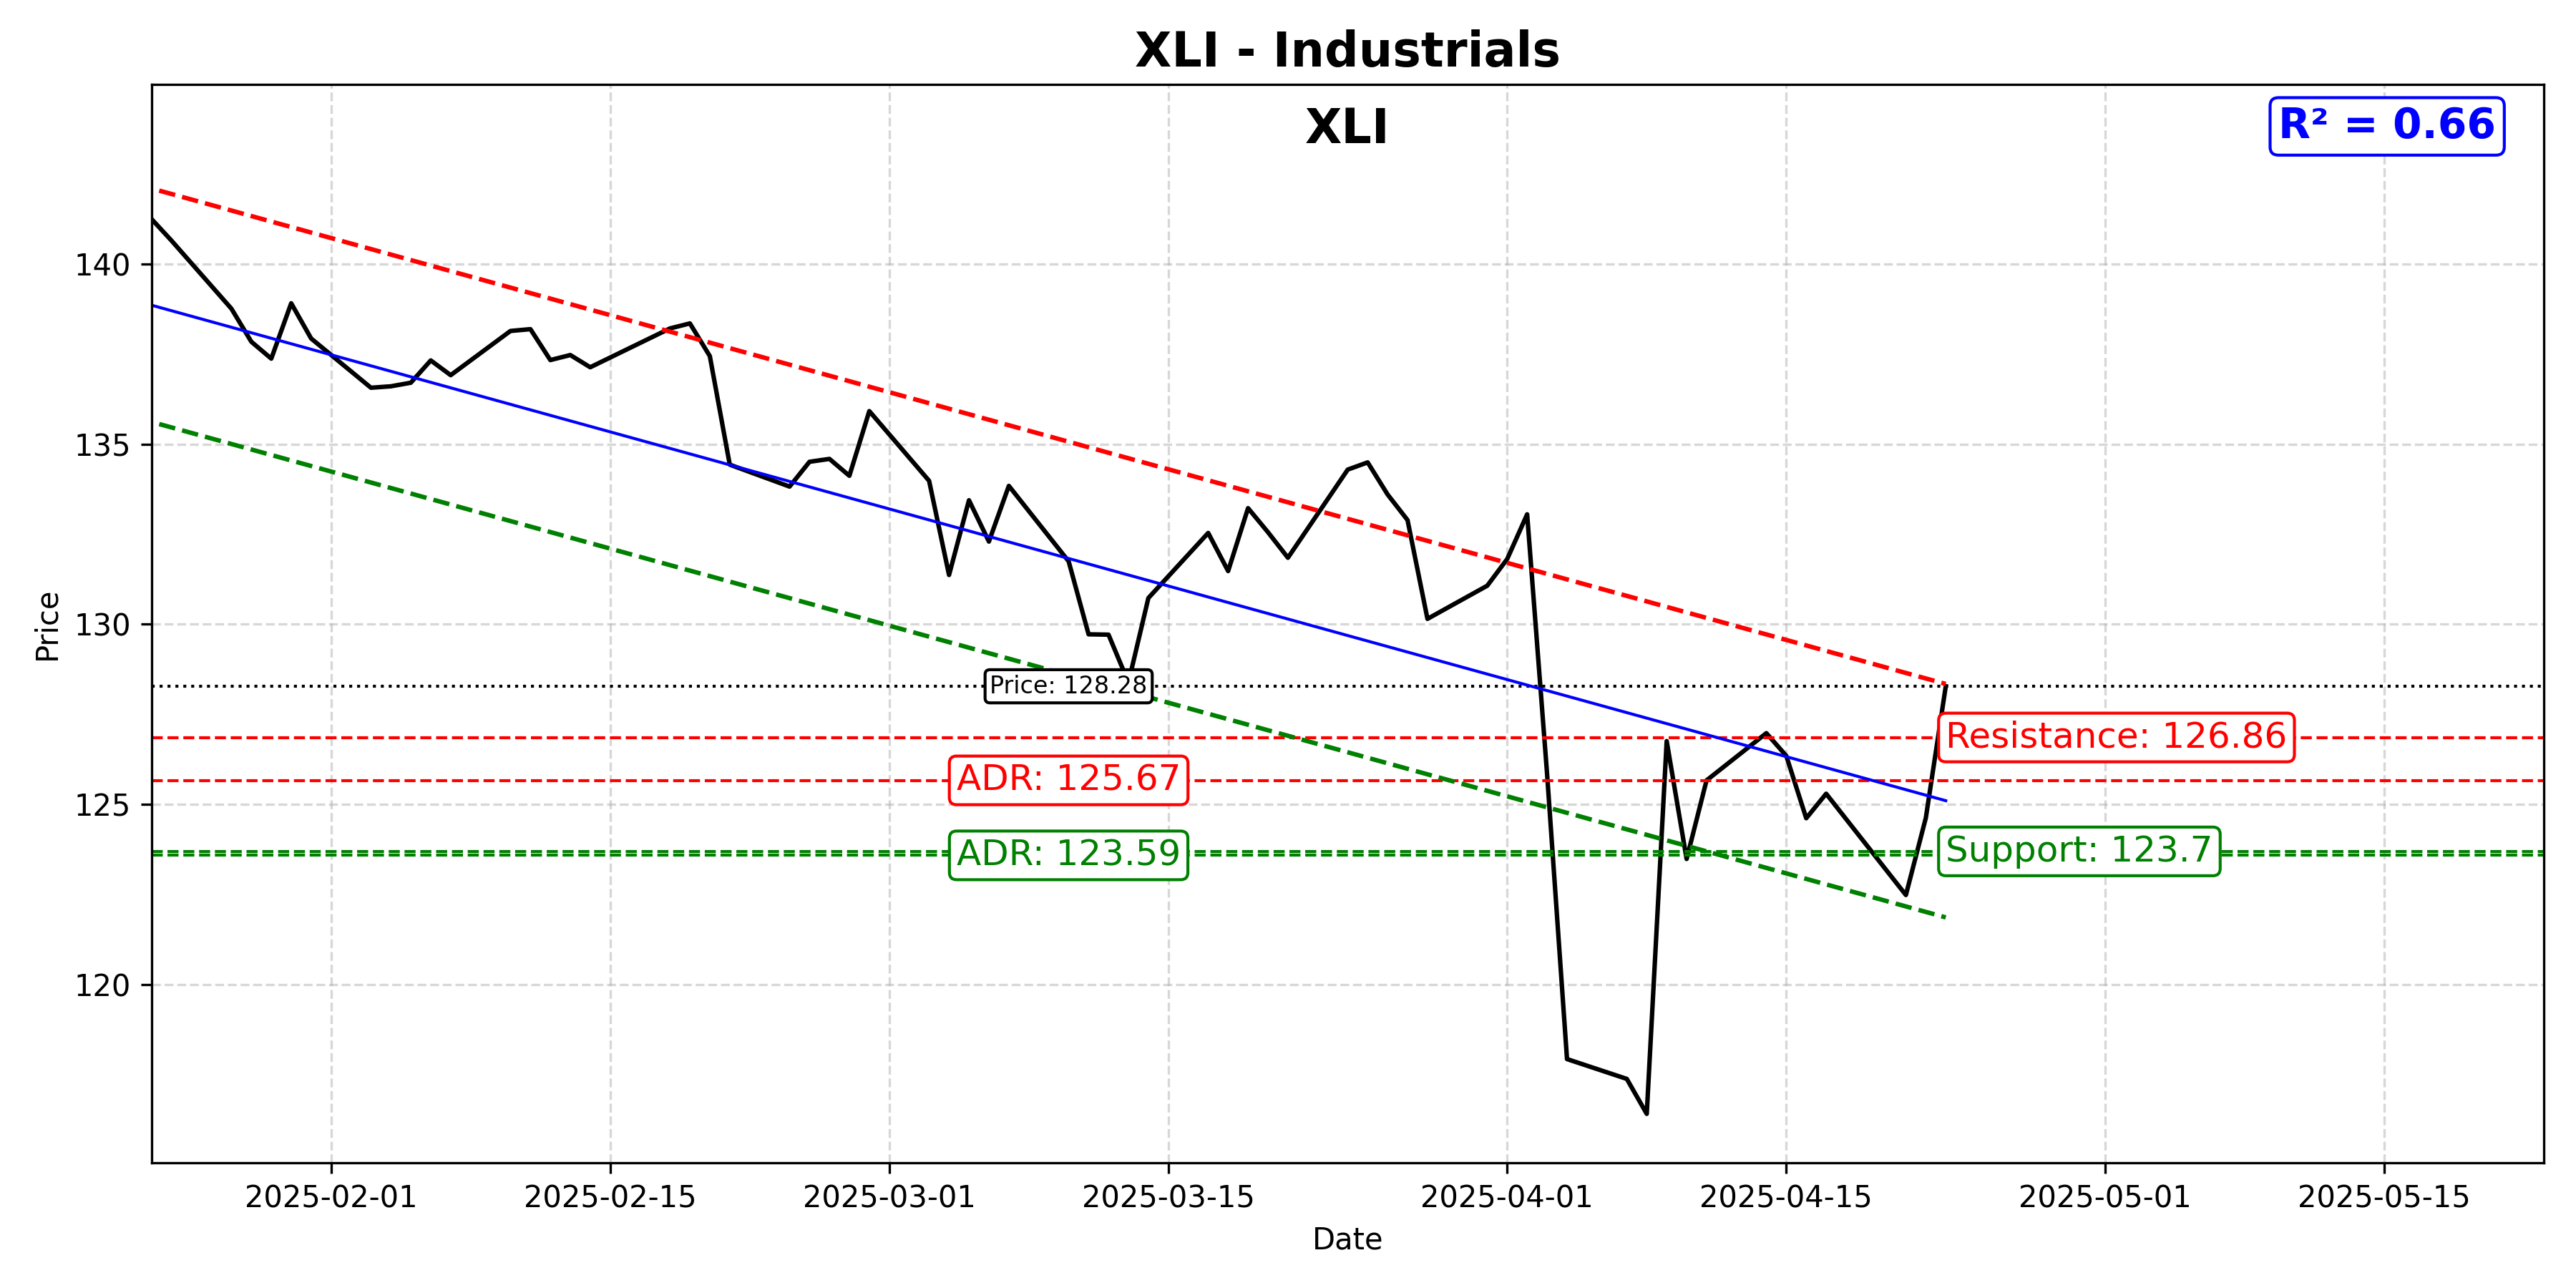 XLI - Industrials
XLI
R² = 0.66
140
135
130
125
120
Price
Price: 128.28
Resistance: 126.86
ADR: 125.67
ADR: 123.59
Support: 123.7
2025-02-01
2025-02-15
2025-03-01
2025-03-15
2025-04-01
2025-04-15
2025-05-01
2025-05-15
Date